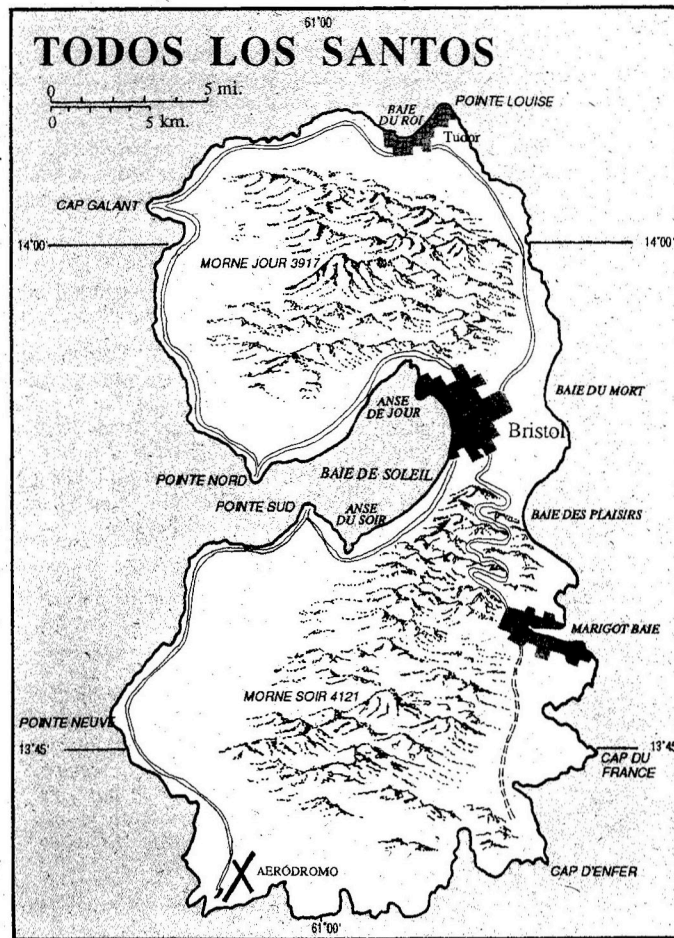 61°00'
TODOS LOS SANTOS
0 5 mi.
0 5 km.
POINTE LOUISE
BAIE
DU ROI
Tudor
CAP GALANT
14°00'
14°00'
MORNE JOUR 3917
BAIE DU MORT
ANSE
DE JOUR
Bristol
BAIE DE SOLEIL
POINTE NORD
POINTE SUD
ANSE
DU SOIR
BAIE DES PLAISIRS
MARIGOT BAIE
MORNE SOIR 4121
POINTE NEUVE
13°45'
13°45'
CAP DU
FRANCE
AERÓDROMO
CAP D'ENFER
61°00'